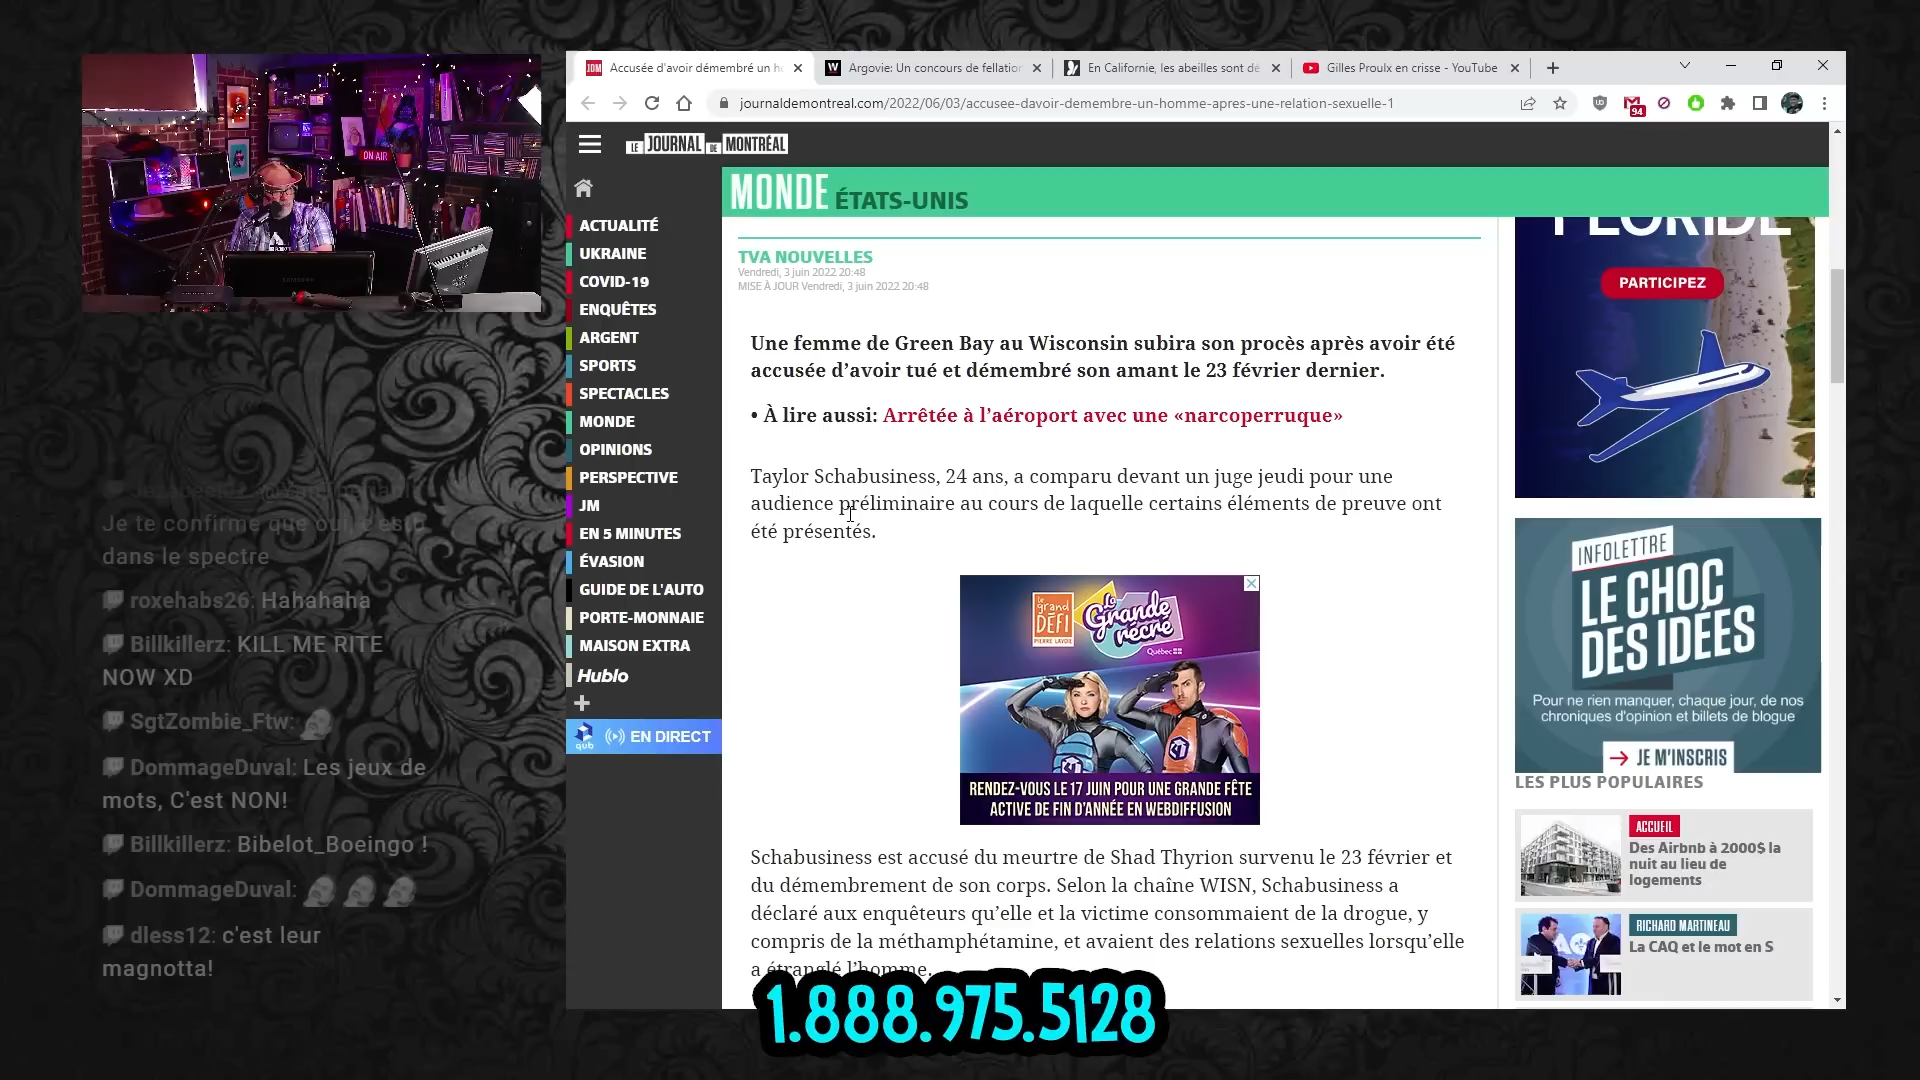 Accusée d'avoir démembré un h
Argovie: Un concours de fellation
En Californie, les abeilles sont dé
Gilles Proulx en crisse - YouTube
journaldemontreal.com/2022/06/03/accusee-davoir-demembre-un-homme-apres-une-relation-sexuelle-1
94
LE JOURNAL DE MONTRÉAL
MONDE ÉTATS-UNIS
ON AIR
ACTUALITÉ
UKRAINE
COVID-19
ENQUÊTES
ARGENT
SPORTS
SPECTACLES
MONDE
OPINIONS
PERSPECTIVE
JM
EN 5 MINUTES
ÉVASION
GUIDE DE L'AUTO
PORTE-MONNAIE
MAISON EXTRA
Hublo
qub EN DIRECT
TVA NOUVELLES
Vendredi, 3 juin 2022 20:48
MISE À JOUR Vendredi, 3 juin 2022 20:48
Une femme de Green Bay au Wisconsin subira son procès après avoir été
accusée d’avoir tué et démembré son amant le 23 février dernier.
• À lire aussi: Arrêtée à l’aéroport avec une «narcoperruque»
Taylor Schabusiness, 24 ans, a comparu devant un juge jeudi pour une
audience préliminaire au cours de laquelle certains éléments de preuve ont
été présentés.
le grand DÉFI PIERRE LAVOIE
La Grande récré
Québec
RENDEZ-VOUS LE 17 JUIN POUR UNE GRANDE FÊTE
ACTIVE DE FIN D'ANNÉE EN WEBDIFFUSION
Schabusiness est accusé du meurtre de Shad Thyrion survenu le 23 février et
du démembrement de son corps. Selon la chaîne WISN, Schabusiness a
déclaré aux enquêteurs qu’elle et la victime consommaient de la drogue, y
compris de la méthamphétamine, et avaient des relations sexuelles lorsqu’elle
a étranglé l’homme.
FLORIDE
PARTICIPEZ
INFOLETTRE
LE CHOC
DES IDÉES
Pour ne rien manquer, chaque jour, de nos
chroniques d'opinion et billets de blogue
→ JE M'INSCRIS
LES PLUS POPULAIRES
ACCUEIL
Des Airbnb à 2000$ la
nuit au lieu de
logements
RICHARD MARTINEAU
La CAQ et le mot en S
Je te confirme que oui, c'est
dans le spectre
roxehabs26: Hahahaha
Billkillerz: KILL ME RITE
NOW XD
SgtZombie_Ftw:
DommageDuval: Les jeux de
mots, C'est NON!
Billkillerz: Bibelot_Boeingo !
DommageDuval:
dless12: c'est leur
magnotta!
1.888.975.5128